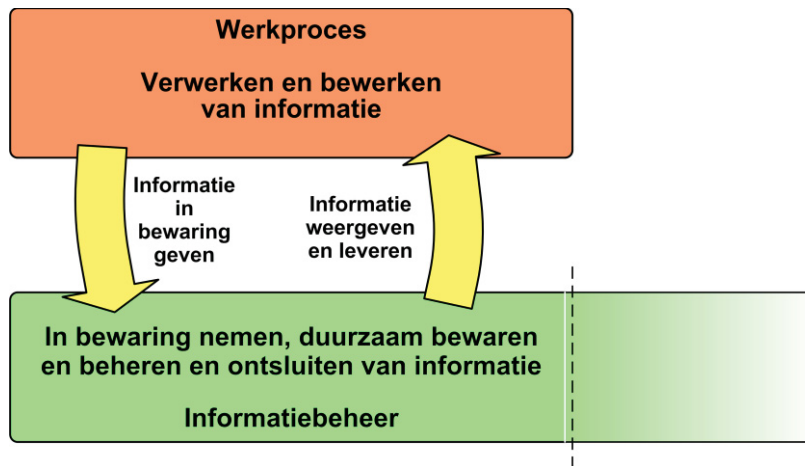 Werkproces
Verwerken en bewerken
van informatie
Informatie
in
bewaring
geven
Informatie
weergeven
en leveren
In bewaring nemen, duurzaam bewaren
en beheren en ontsluiten van informatie
Informatiebeheer